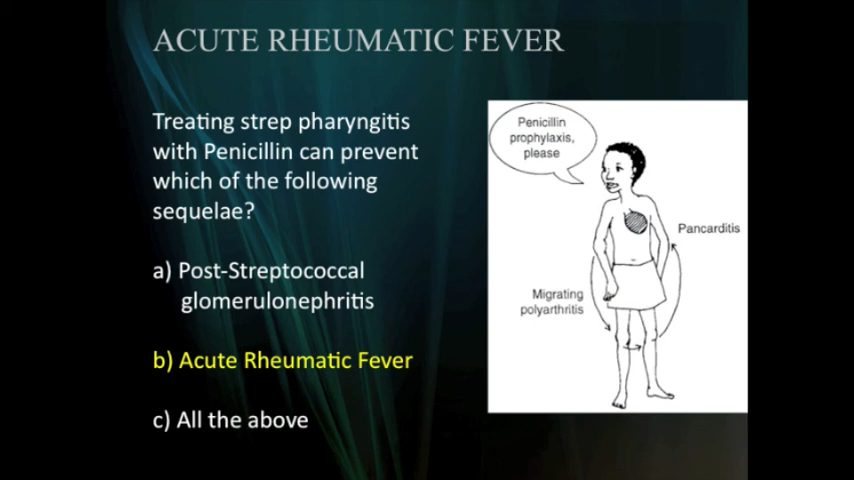 ACUTE RHEUMATIC FEVER
Treating strep pharyngitis
with Penicillin can prevent
which of the following
sequelae?
a) Post-Streptococcal
glomerulonephritis
b) Acute Rheumatic Fever
c) All the above
Penicillin
prophylaxis,
please
Pancarditis
Migrating
polyarthritis